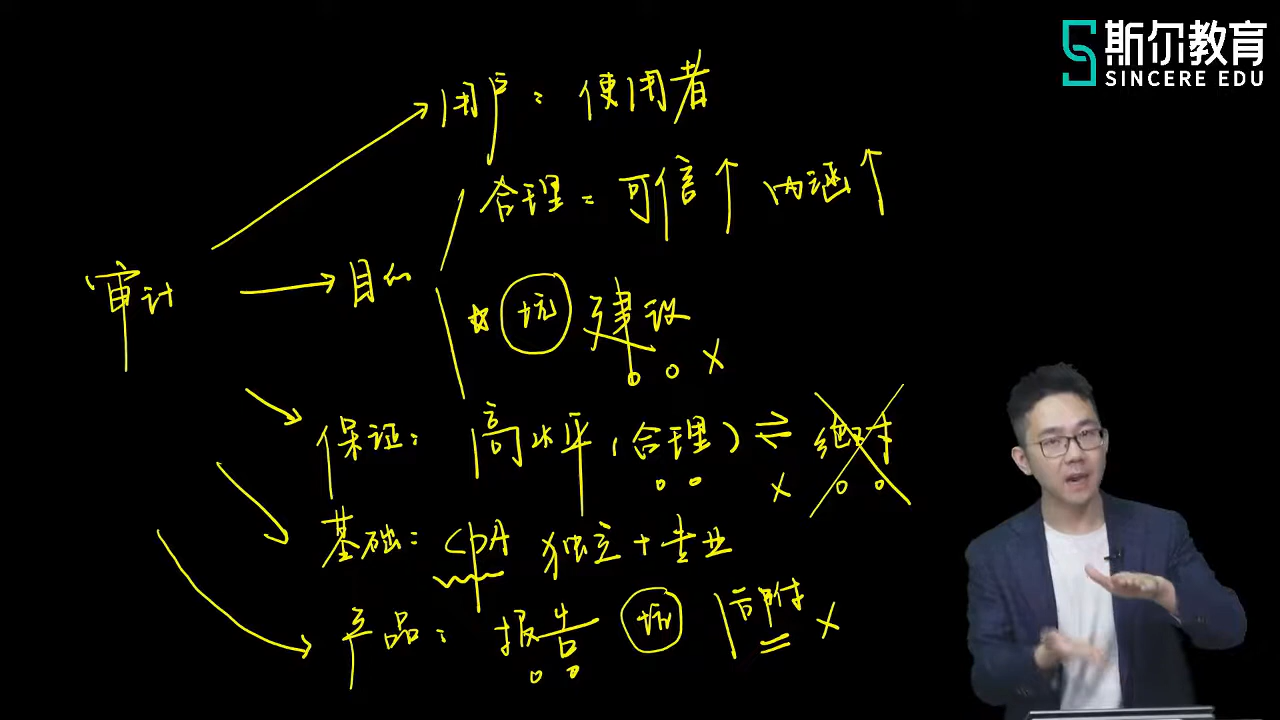 斯尔教育
SINCERE EDU
用户: 使用者
合理 = 可信↑ 内涵↑
审计
目的
坑 建议 ×
保证: 高水平(合理) ⇌ 绝对
×
基础: CPA 独立+专业
产品: 报告 坑 后附 ×